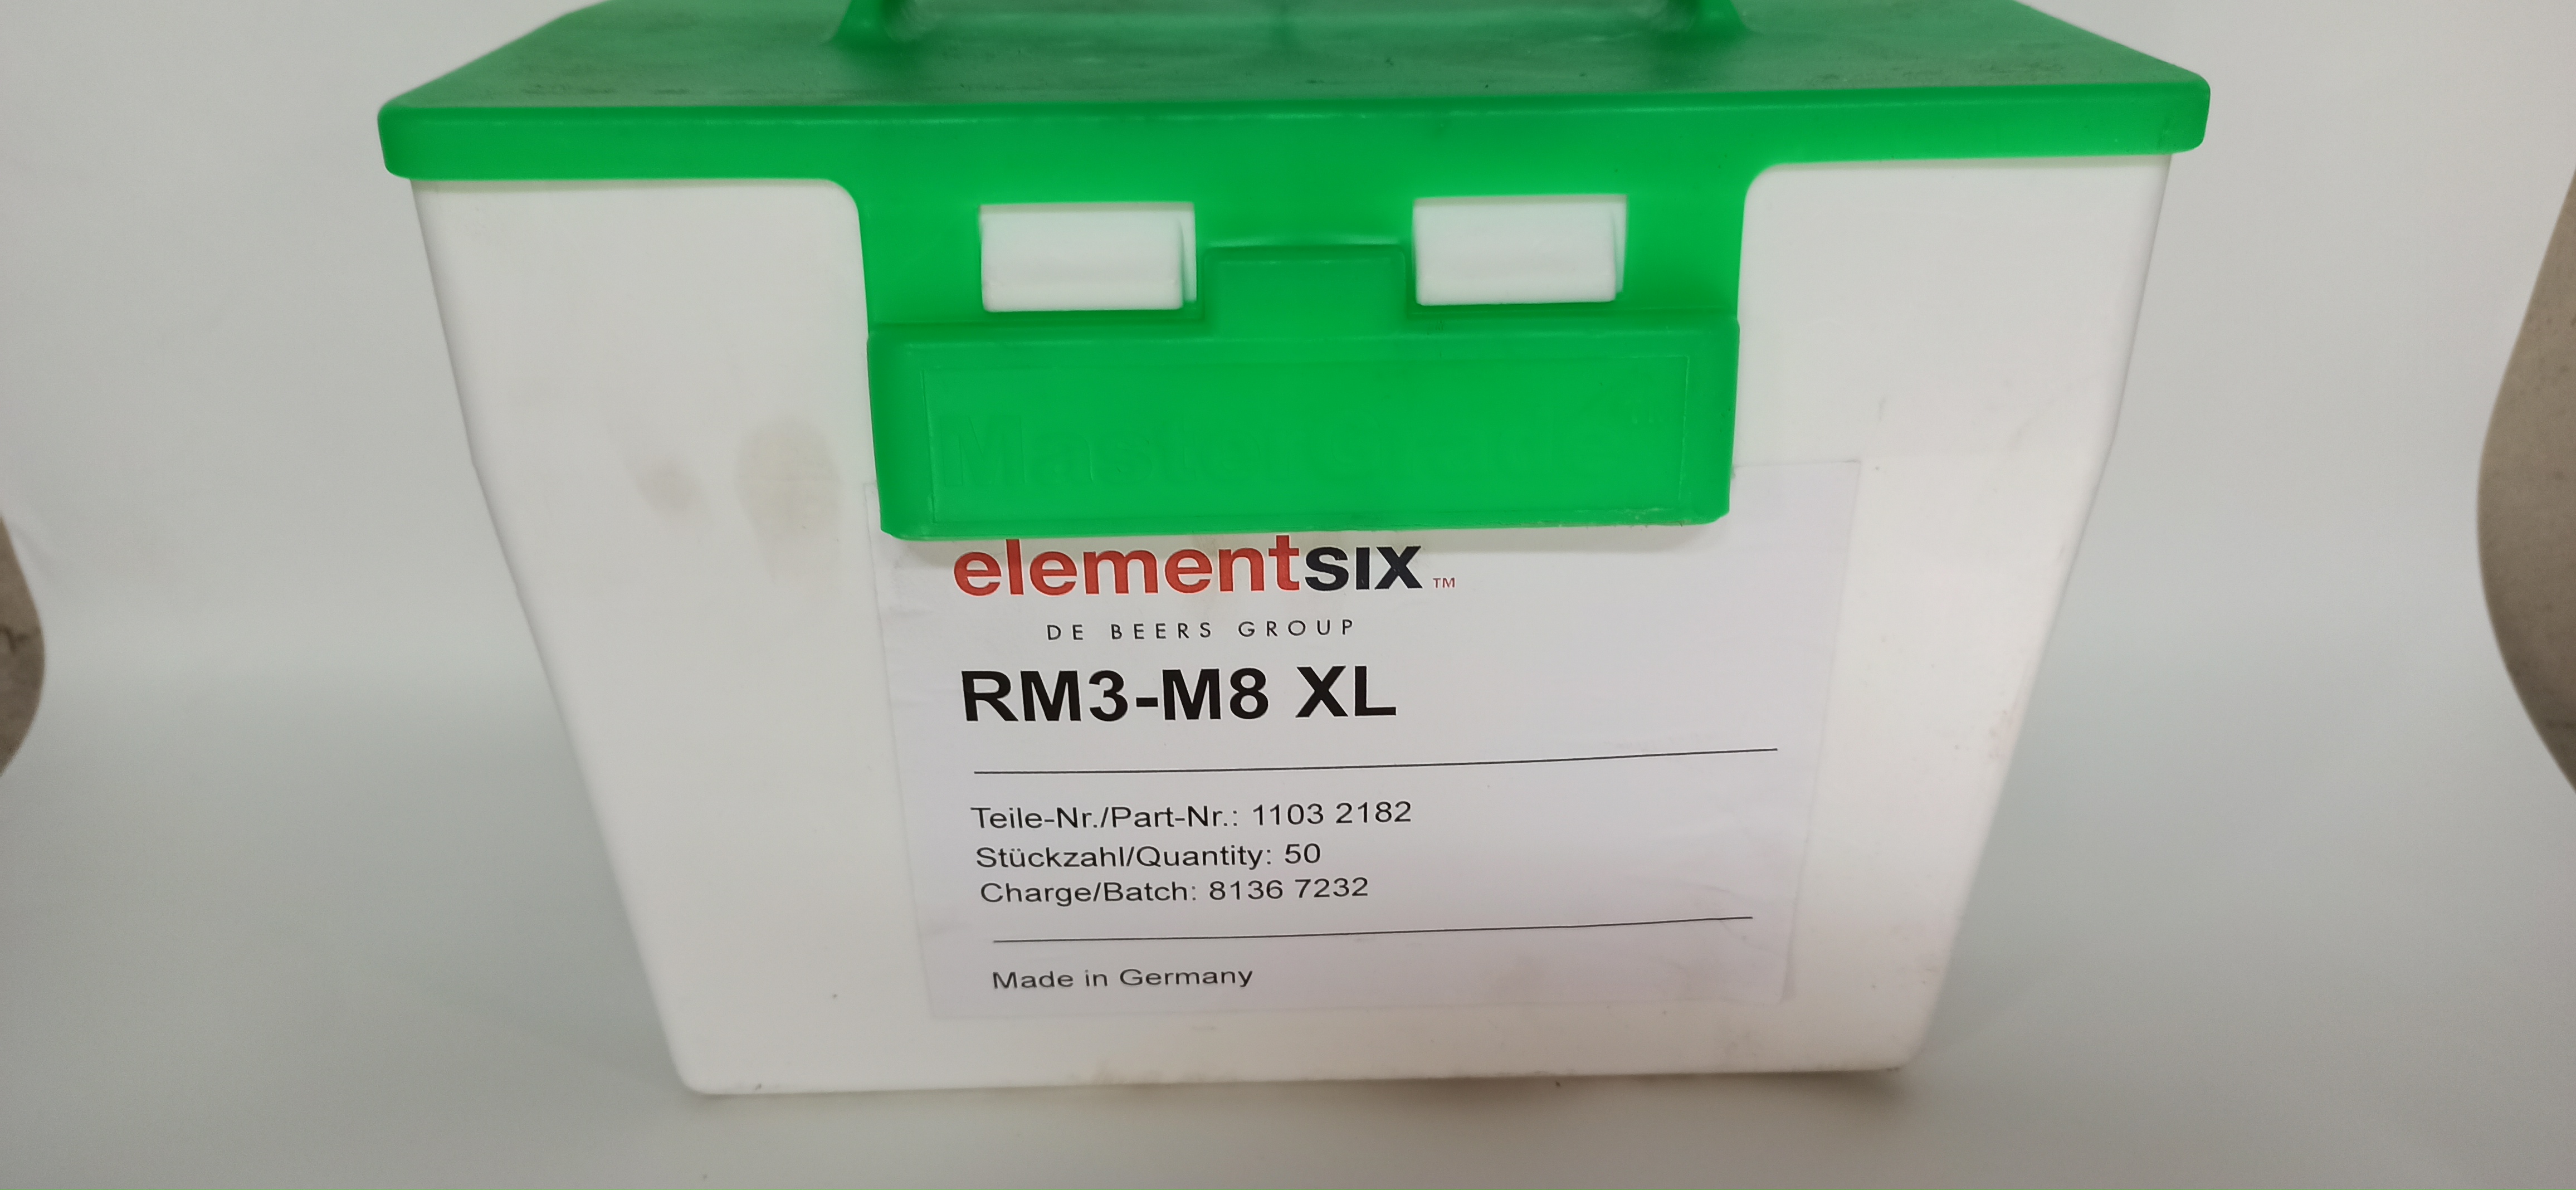 MasterGrade
elementsix™
DE BEERS GROUP
RM3-M8 XL
Teile-Nr./Part-Nr.: 1103 2182
Stückzahl/Quantity: 50
Charge/Batch: 8136 7232
Made in Germany